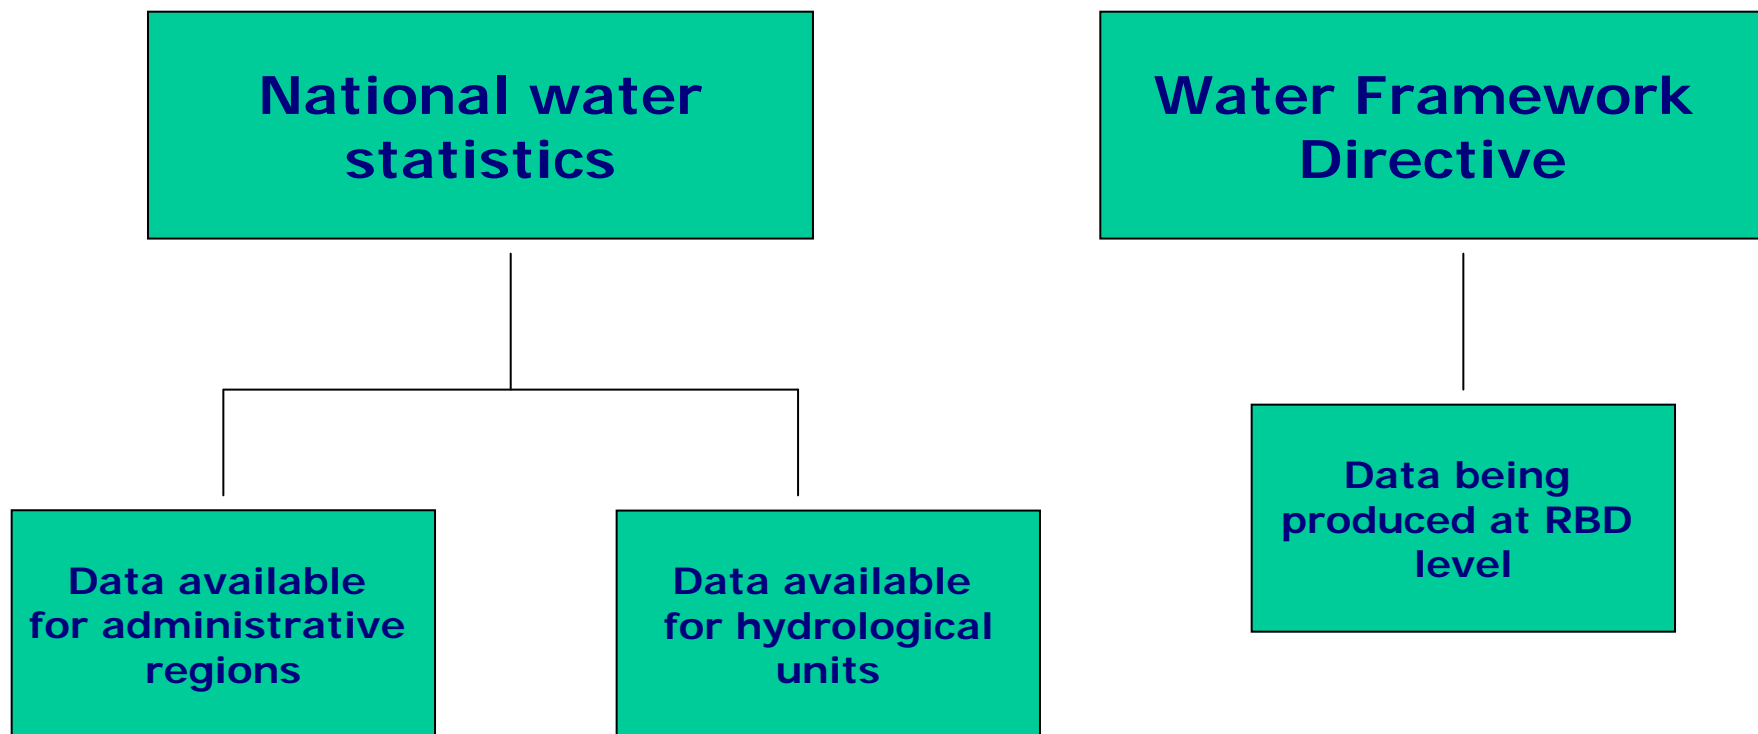 National water
statistics
Water Framework
Directive
Data available
for administrative
regions
Data available
for hydrological
units
Data being
produced at RBD
level